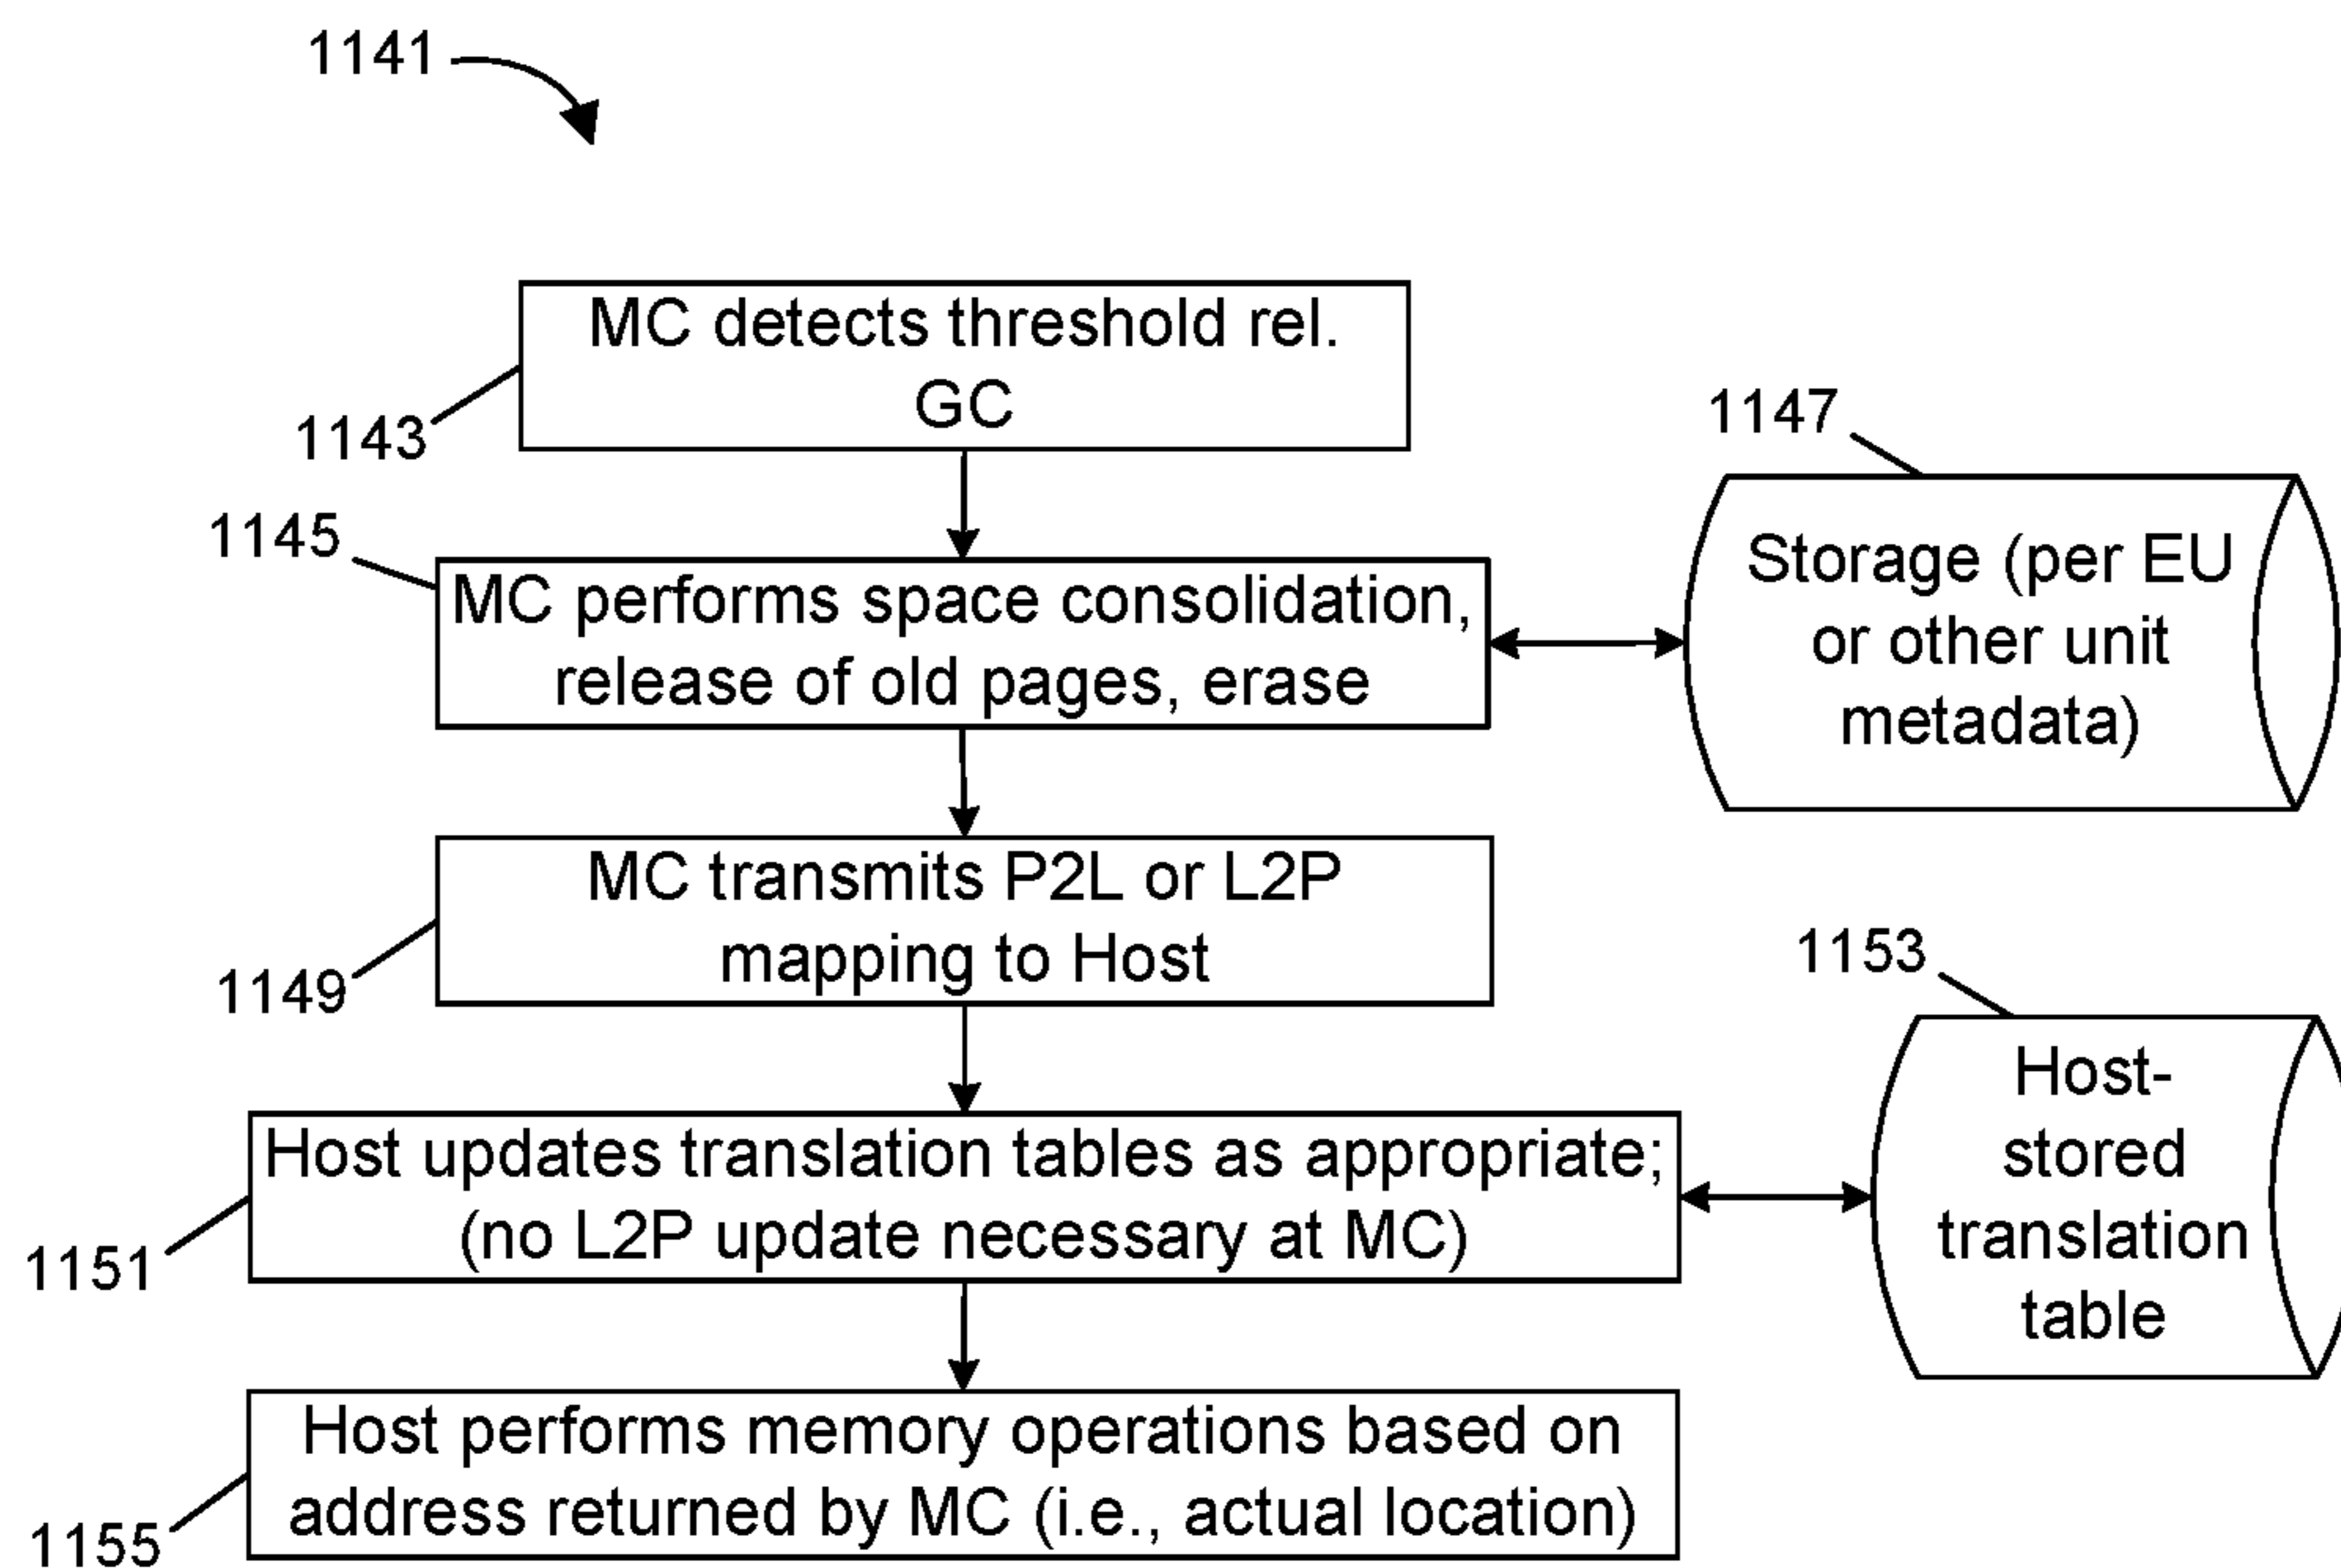 1141
MC detects threshold rel.
GC
1143
1147
1145
MC performs space consolidation,
release of old pages, erase
Storage (per EU
or other unit
metadata)
MC transmits P2L or L2P
mapping to Host
1149
1153
Host updates translation tables as appropriate;
(no L2P update necessary at MC)
1151
Host-
stored
translation
table
Host performs memory operations based on
address returned by MC (i.e., actual location)
1155